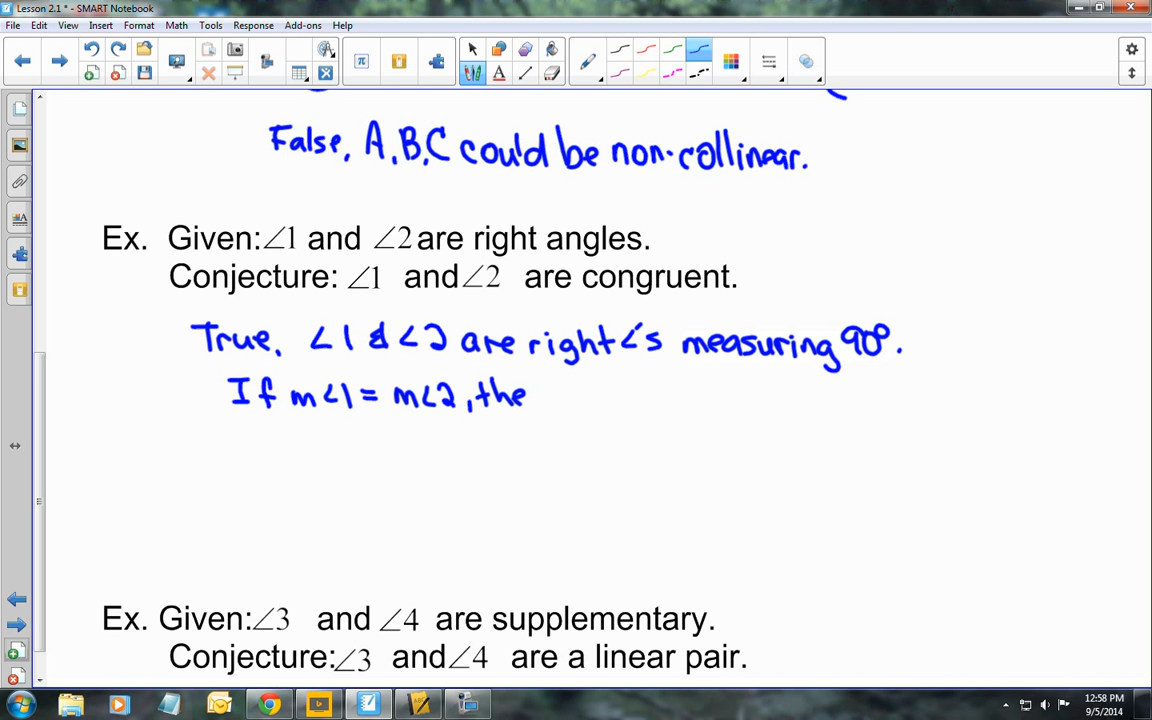 Lesson 2.1 * - SMART Notebook
File Edit View Insert Format Math Tools Response Add-ons Help
False, A,B,C could be non-collinear.
Ex. Given:∠1 and ∠2 are right angles.
Conjecture: ∠1 and ∠2 are congruent.
True, ∠1 & ∠2 are right ∠'s measuring 90°.
If m∠1 = m∠2, the
Ex. Given:∠3 and ∠4 are supplementary.
Conjecture:∠3 and ∠4 are a linear pair.
12:58 PM
9/5/2014